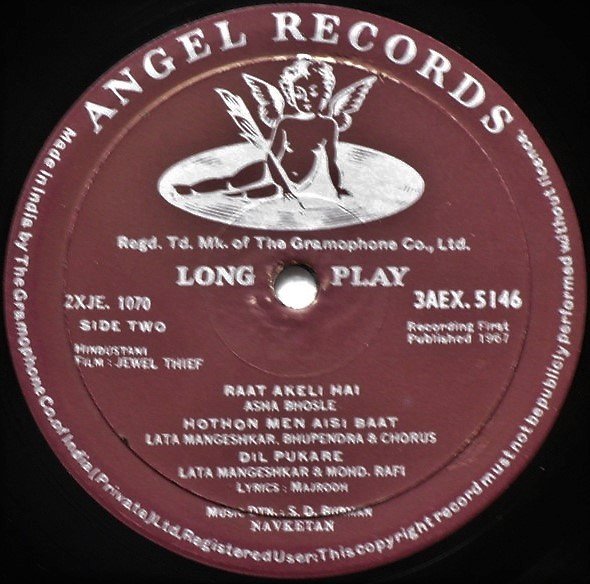 ANGEL RECORDS
Regd. Td. Mk. of The Gramophone Co., Ltd.
LONG PLAY
2XJE. 1070
3AEX. 5146
SIDE TWO
Recording First
Published 1967
HINDUSTANI
FILM : JEWEL THIEF
RAAT AKELI HAI
ASHA BHOSLE
HOTHON MEN AISI BAAT
LATA MANGESHKAR, BHUPENDRA & CHORUS
DIL PUKARE
LATA MANGESHKAR & MOHD. RAFI
LYRICS : MAJROOH
MUSIC DIR. : S. D. BURMAN
NAVKETAN
Made in India by The Gramophone Co. of India (Private) Ltd, Registered User: This copyright record must not be publicly performed without licence.